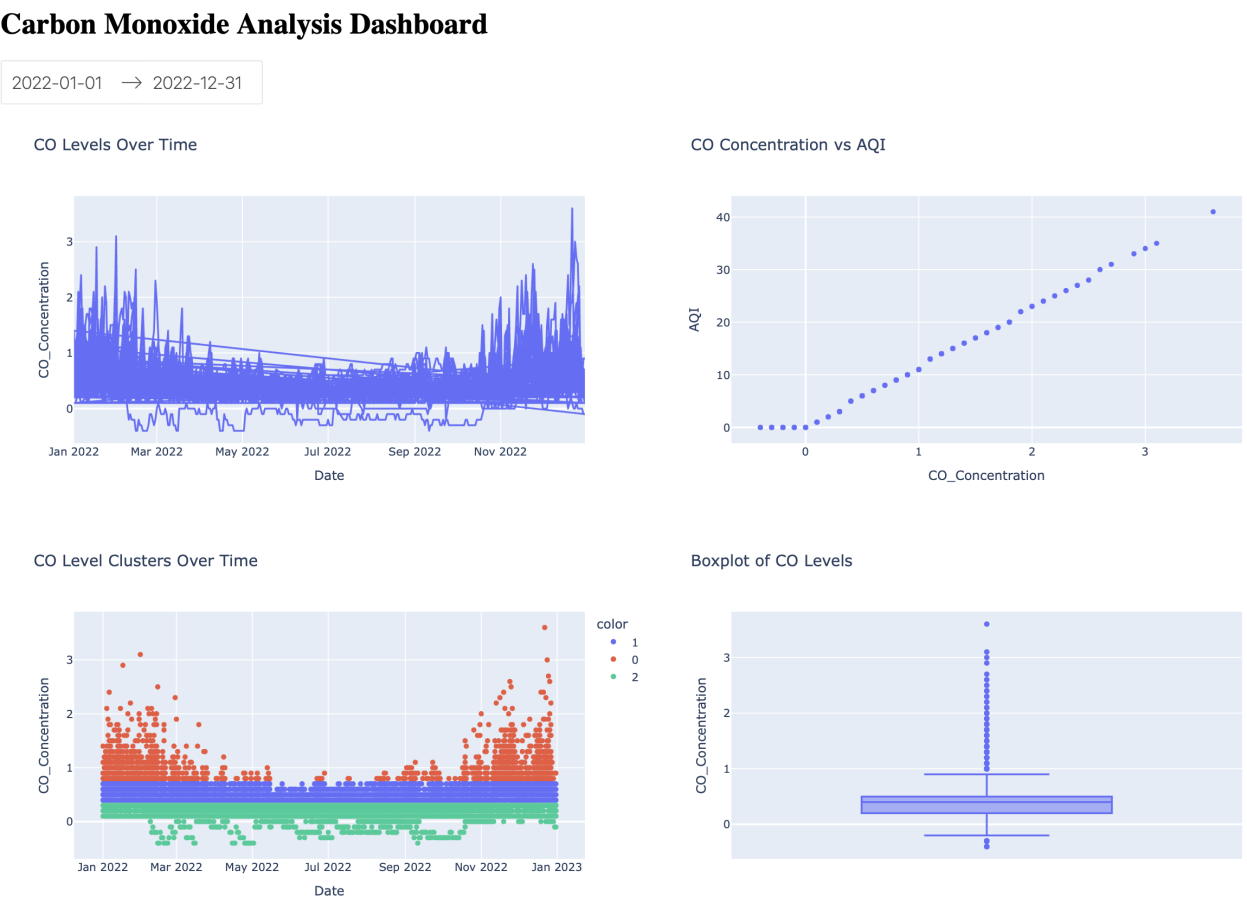 Carbon Monoxide Analysis Dashboard
2022-01-01 → 2022-12-31
CO Levels Over Time
3
2
1
0
CO_Concentration
Jan 2022 Mar 2022 May 2022 Jul 2022 Sep 2022 Nov 2022
Date
CO Concentration vs AQI
40
30
20
10
0
AQI
0 1 2 3
CO_Concentration
CO Level Clusters Over Time
3
2
1
0
CO_Concentration
Jan 2022 Mar 2022 May 2022 Jul 2022 Sep 2022 Nov 2022 Jan 2023
Date
color
1
0
2
Boxplot of CO Levels
3
2
1
0
CO_Concentration